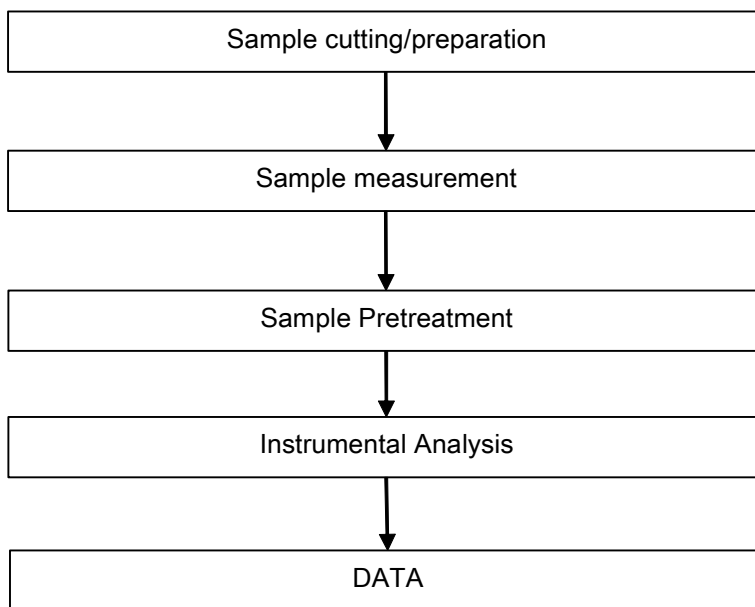 Sample cutting/preparation
Sample measurement
Sample Pretreatment
Instrumental Analysis
DATA